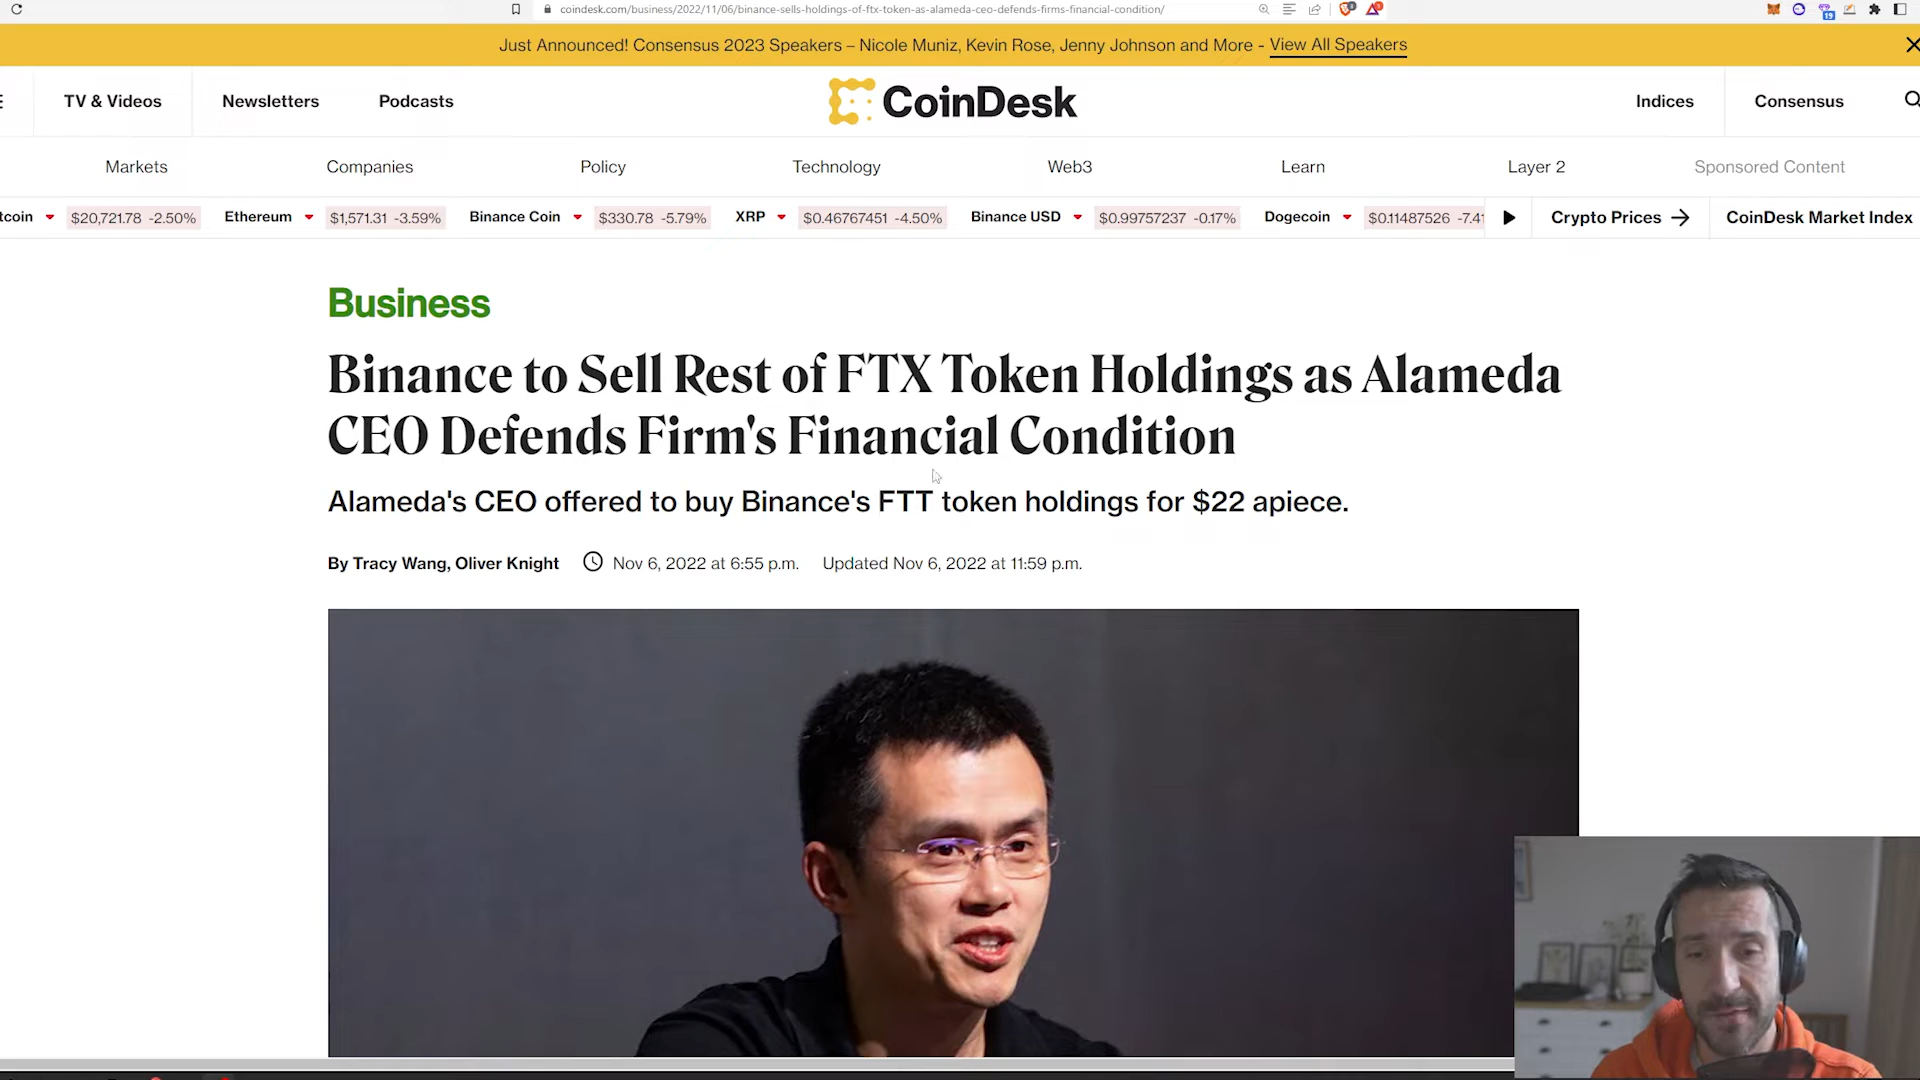 coindesk.com/business/2022/11/06/binance-sells-holdings-of-ftx-token-as-alameda-ceo-defends-firms-financial-condition/
19
Just Announced! Consensus 2023 Speakers – Nicole Muniz, Kevin Rose, Jenny Johnson and More - View All Speakers
TV & Videos Newsletters Podcasts CoinDesk Indices Consensus
Markets Companies Policy Technology Web3 Learn Layer 2 Sponsored Content
tcoin $20,721.78 -2.50% Ethereum $1,571.31 -3.59% Binance Coin $330.78 -5.79% XRP $0.46767451 -4.50% Binance USD $0.99757237 -0.17% Dogecoin $0.11487526 -7.41 Crypto Prices → CoinDesk Market Index
Business
Binance to Sell Rest of FTX Token Holdings as Alameda
CEO Defends Firm's Financial Condition
Alameda's CEO offered to buy Binance's FTT token holdings for $22 apiece.
By Tracy Wang, Oliver Knight Nov 6, 2022 at 6:55 p.m. Updated Nov 6, 2022 at 11:59 p.m.